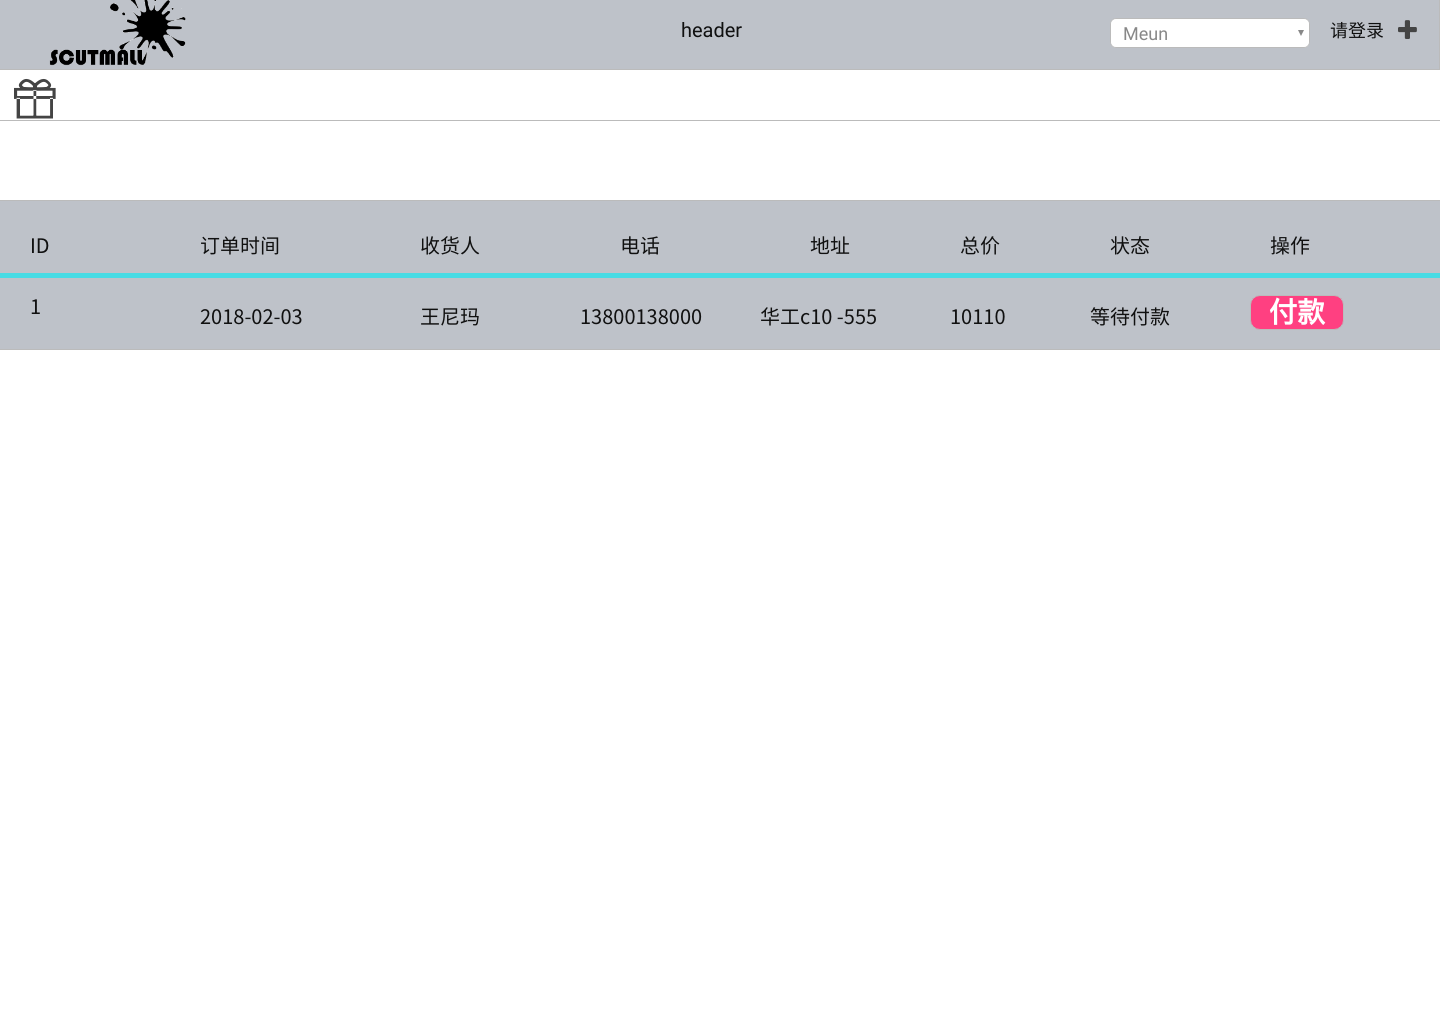 SCUTMALL
header
Meun
请登录
ID 订单时间 收货人 电话 地址 总价 状态 操作
1 2018-02-03 王尼玛 13800138000 华工c10 -555 10110 等待付款 付款